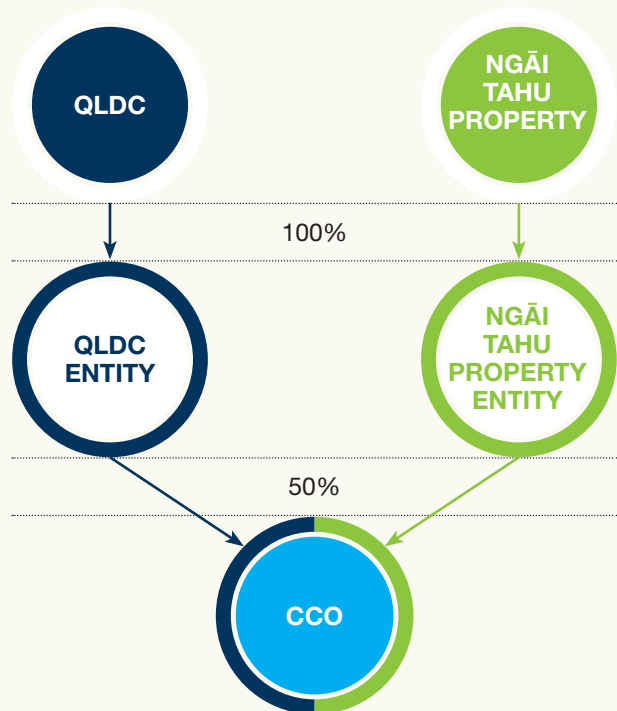 QLDC
NGĀI
TAHU
PROPERTY
100%
QLDC
ENTITY
NGĀI
TAHU
PROPERTY
ENTITY
50%
CCO